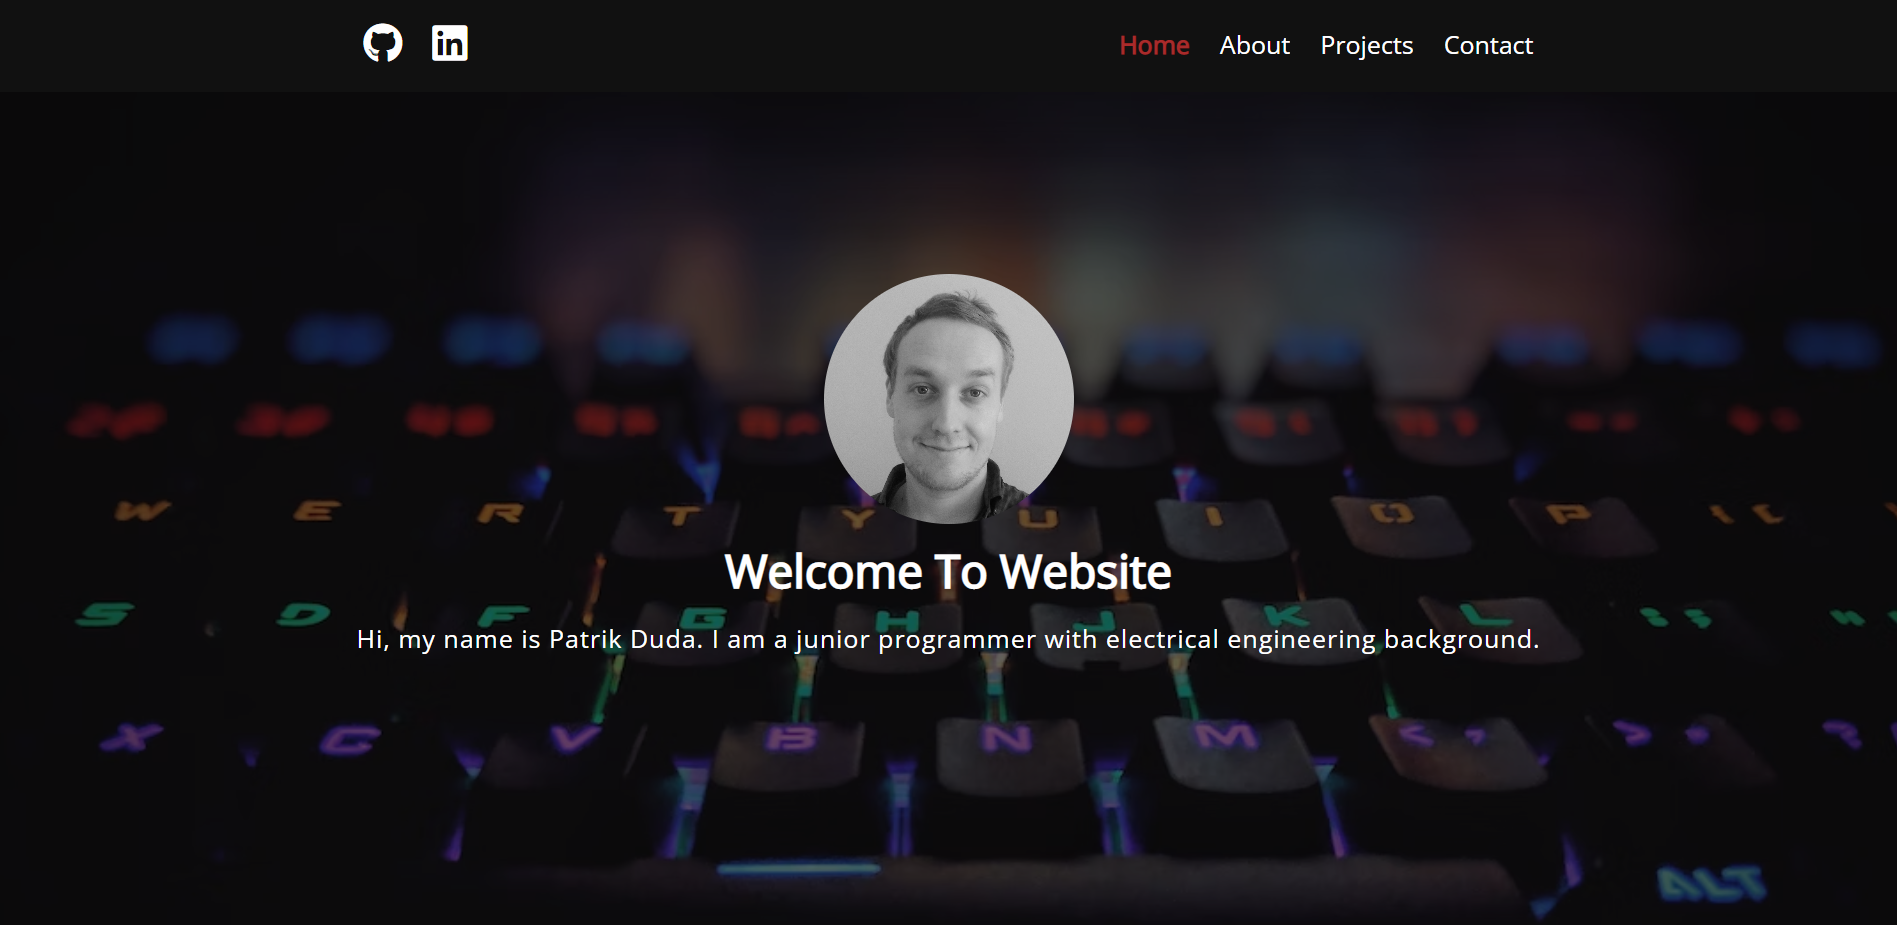 in
Home About Projects Contact
W E R T Y U I O P
Welcome To Website
S D F G H J K L
Hi, my name is Patrik Duda. I am a junior programmer with electrical engineering background.
X C V B N M < ,
ALT